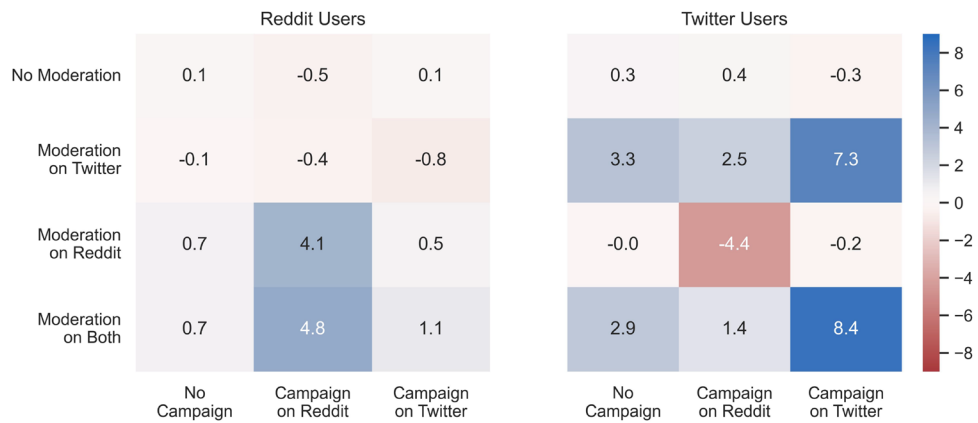 Reddit Users
Twitter Users
No Moderation
0.1 -0.5 0.1
0.3 0.4 -0.3
Moderation
on Twitter
-0.1 -0.4 -0.8
3.3 2.5 7.3
Moderation
on Reddit
0.7 4.1 0.5
-0.0 -4.4 -0.2
Moderation
on Both
0.7 4.8 1.1
2.9 1.4 8.4
No
Campaign
Campaign
on Reddit
Campaign
on Twitter
No
Campaign
Campaign
on Reddit
Campaign
on Twitter
8
6
4
2
0
−2
−4
−6
−8